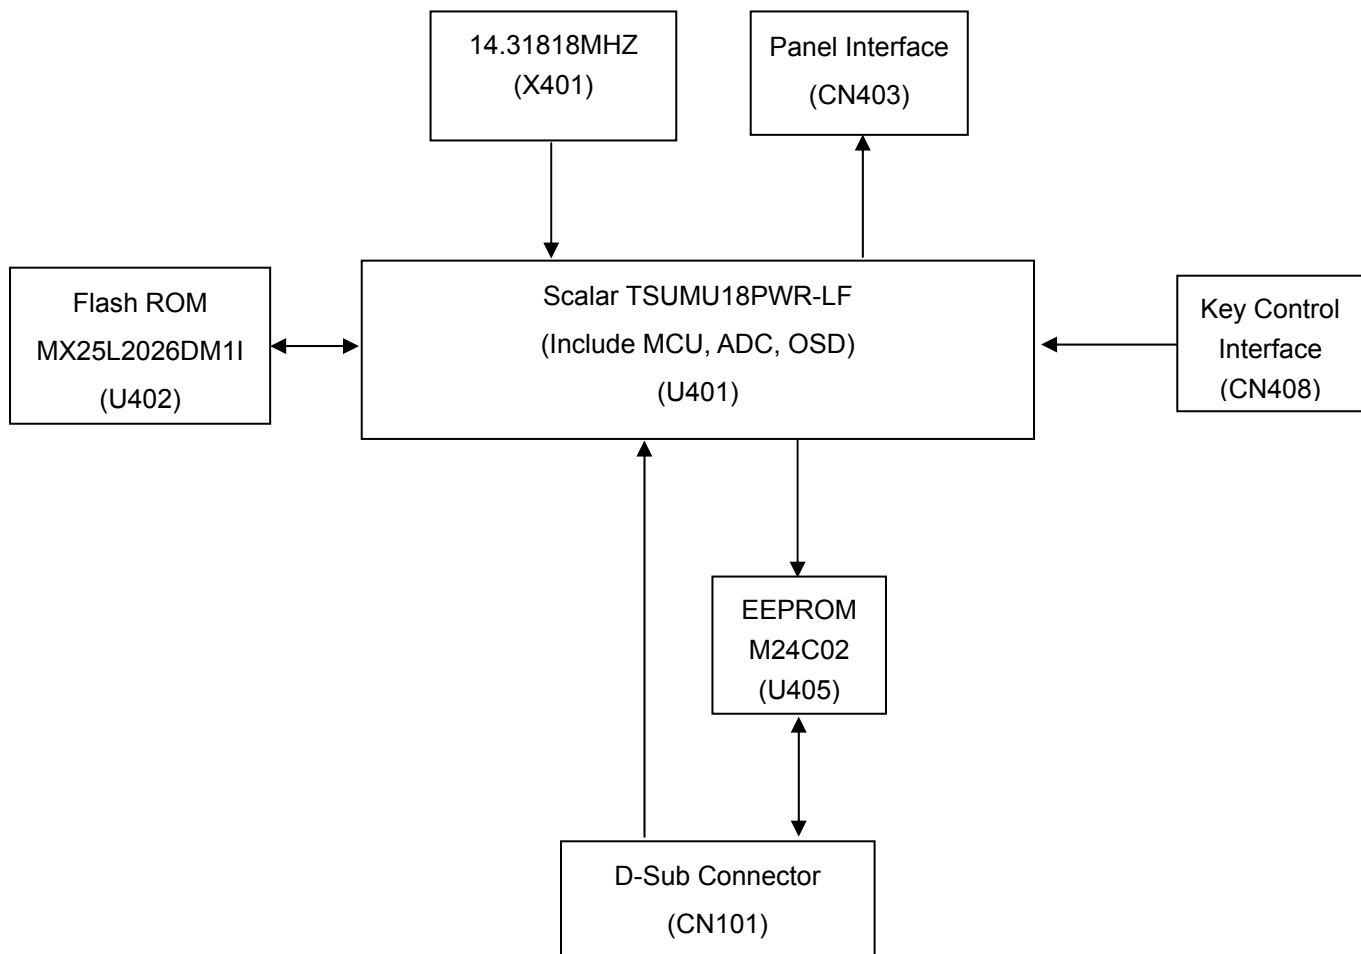 14.31818MHZ
(X401)
Panel Interface
(CN403)
Flash ROM
MX25L2026DM1I
(U402)
Scalar TSUMU18PWR-LF
(Include MCU, ADC, OSD)
(U401)
Key Control
Interface
(CN408)
EEPROM
M24C02
(U405)
D-Sub Connector
(CN101)